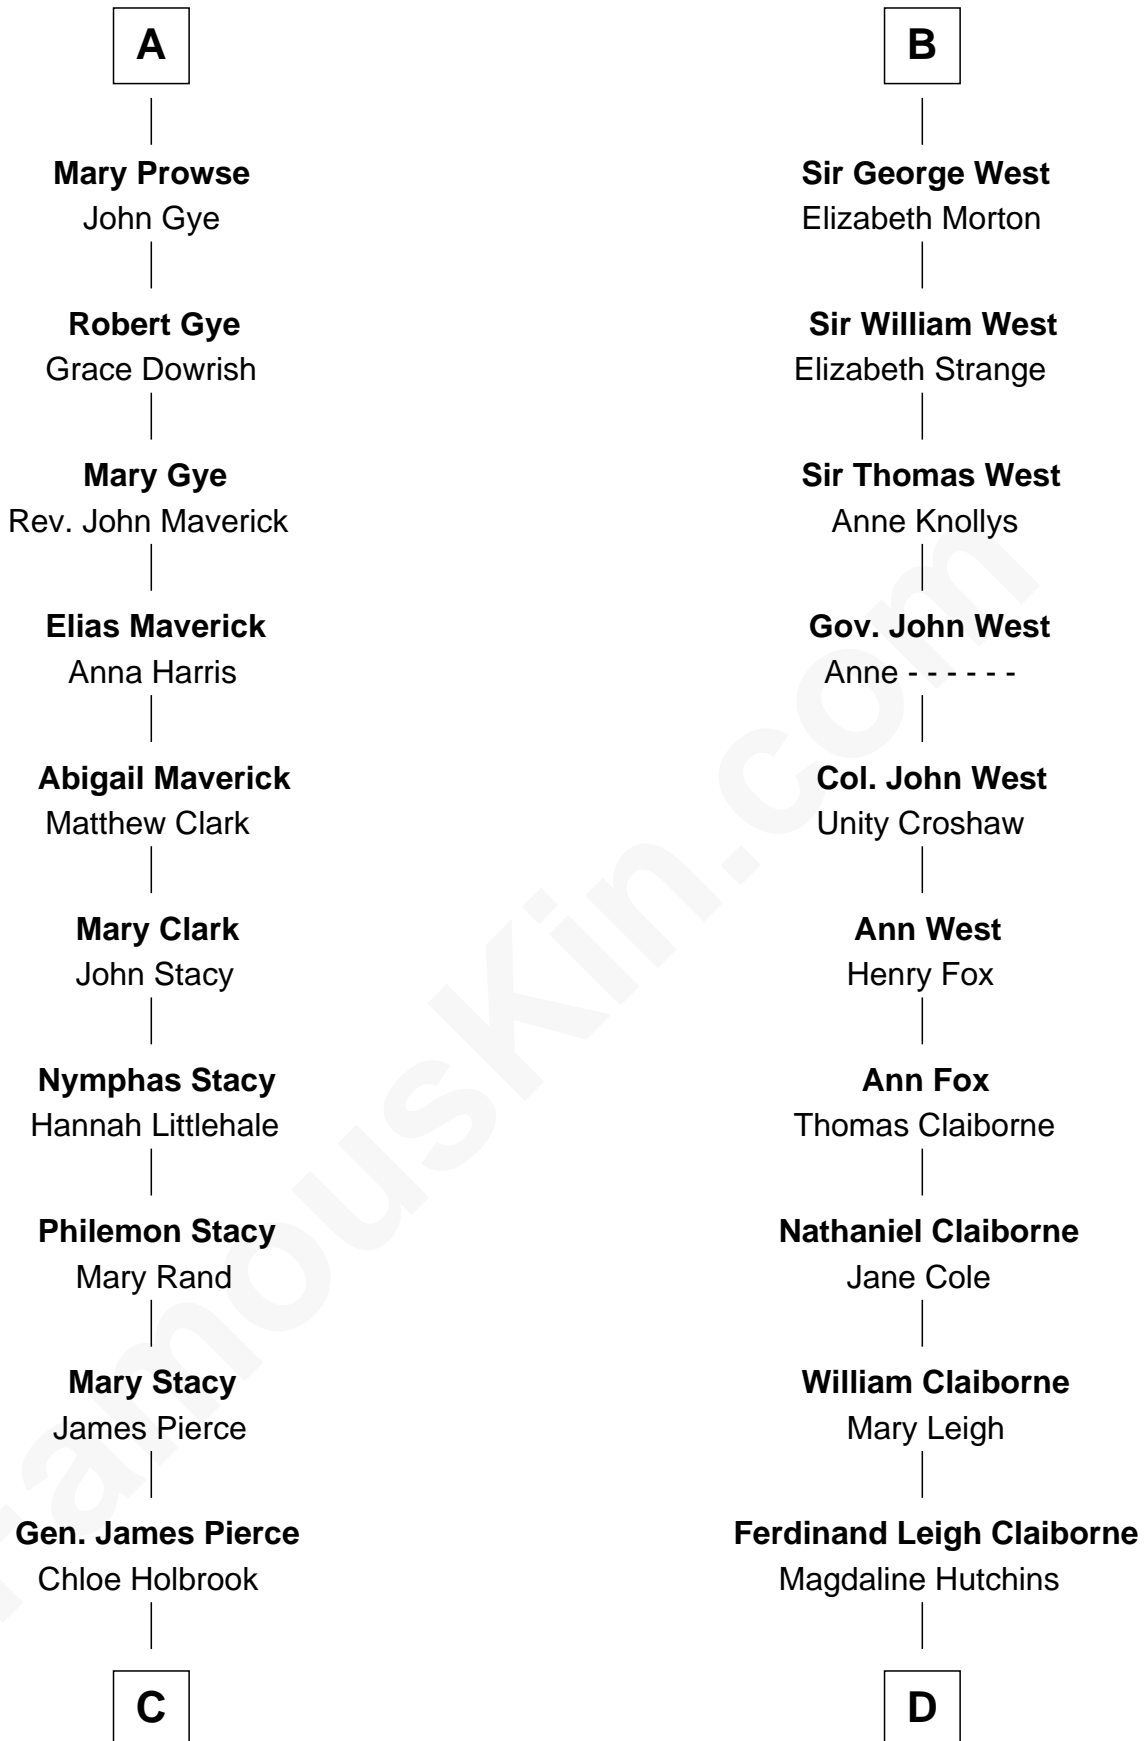 A
Mary Prowse
John Gye
Robert Gye
Grace Dowrish
Mary Gye
Rev. John Maverick
Elias Maverick
Anna Harris
Abigail Maverick
Matthew Clark
Mary Clark
John Stacy
Nymphas Stacy
Hannah Littlehale
Philemon Stacy
Mary Rand
Mary Stacy
James Pierce
Gen. James Pierce
Chloe Holbrook
C
B
Sir George West
Elizabeth Morton
Sir William West
Elizabeth Strange
Sir Thomas West
Anne Knollys
Gov. John West
Anne - - - - - -
Col. John West
Unity Croshaw
Ann West
Henry Fox
Ann Fox
Thomas Claiborne
Nathaniel Claiborne
Jane Cole
William Claiborne
Mary Leigh
Ferdinand Leigh Claiborne
Magdaline Hutchins
D
FamousKin.com